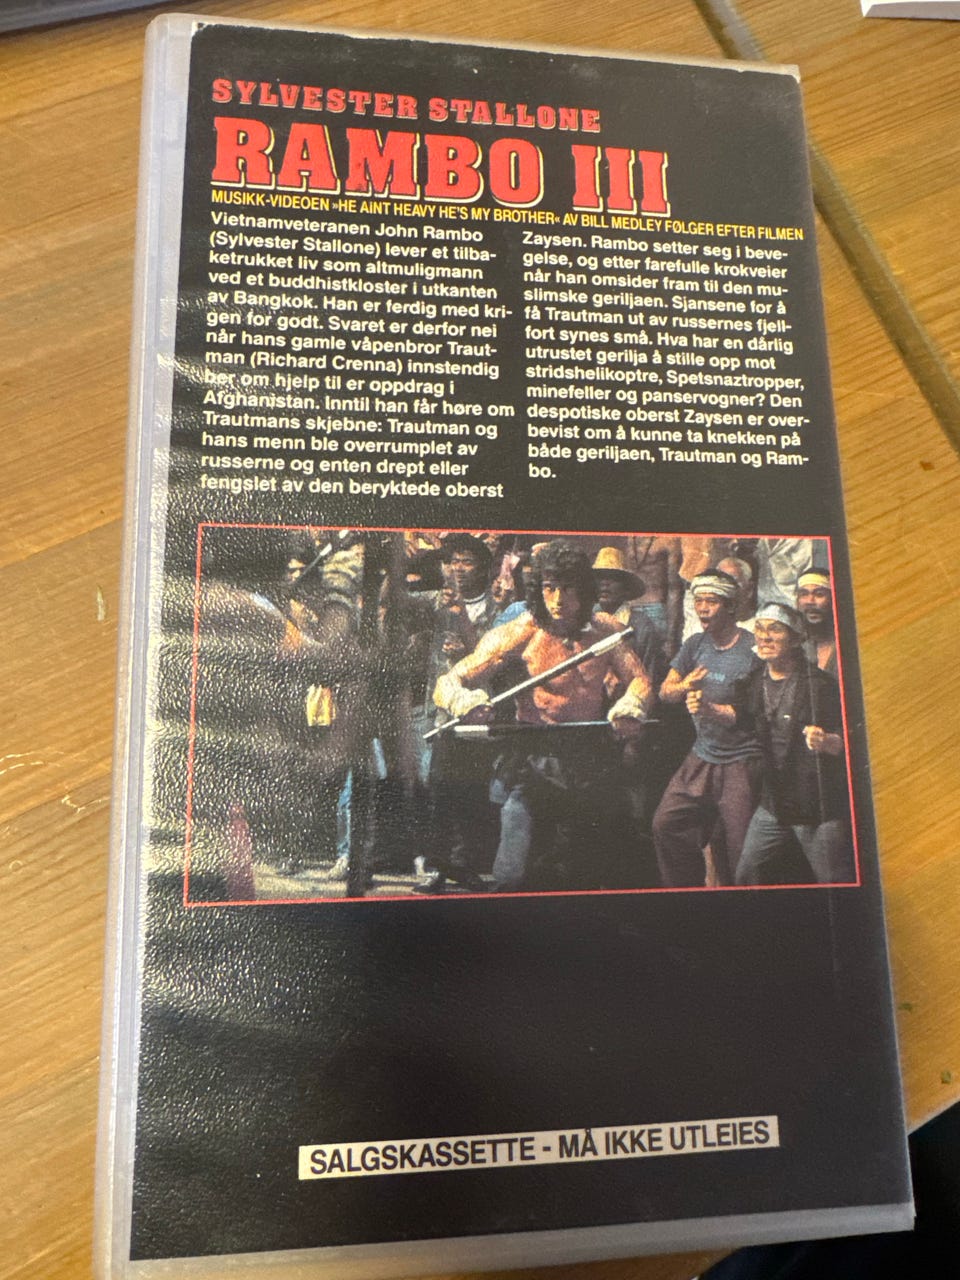 SYLVESTER STALLONE
RAMBO III
MUSIKK-VIDEOEN »HE AINT HEAVY HE'S MY BROTHER« AV BILL MEDLEY FØLGER EFTER FILMEN
Vietnamveteranen John Rambo
(Sylvester Stallone) lever et tilba-
ketrukket liv som altmuligmann
ved et buddhistkloster i utkanten
av Bangkok. Han er ferdig med kri-
gen for godt. Svaret er derfor nei
når hans gamle våpenbror Traut-
man (Richard Crenna) innstendig
ber om hjelp til er oppdrag i
Afghanistan. Inntil han får høre om
Trautmans skjebne: Trautman og
hans menn ble overrumplet av
russerne og enten drept eller
fengslet av den beryktede oberst
Zaysen. Rambo setter seg i beve-
gelse, og etter farefulle krokveier
når han omsider fram til den mu-
slimske geriljaen. Sjansene for å
få Trautman ut av russernes fjell-
fort synes små. Hva har en dårlig
utrustet gerilja å stille opp mot
stridshelikoptre, Spetsnaztropper,
minefeller og panservogner? Den
despotiske oberst Zaysen er over-
bevist om å kunne ta knekken på
både geriljaen, Trautman og Ram-
bo.
SALGSKASSETTE - MÅ IKKE UTLEIES